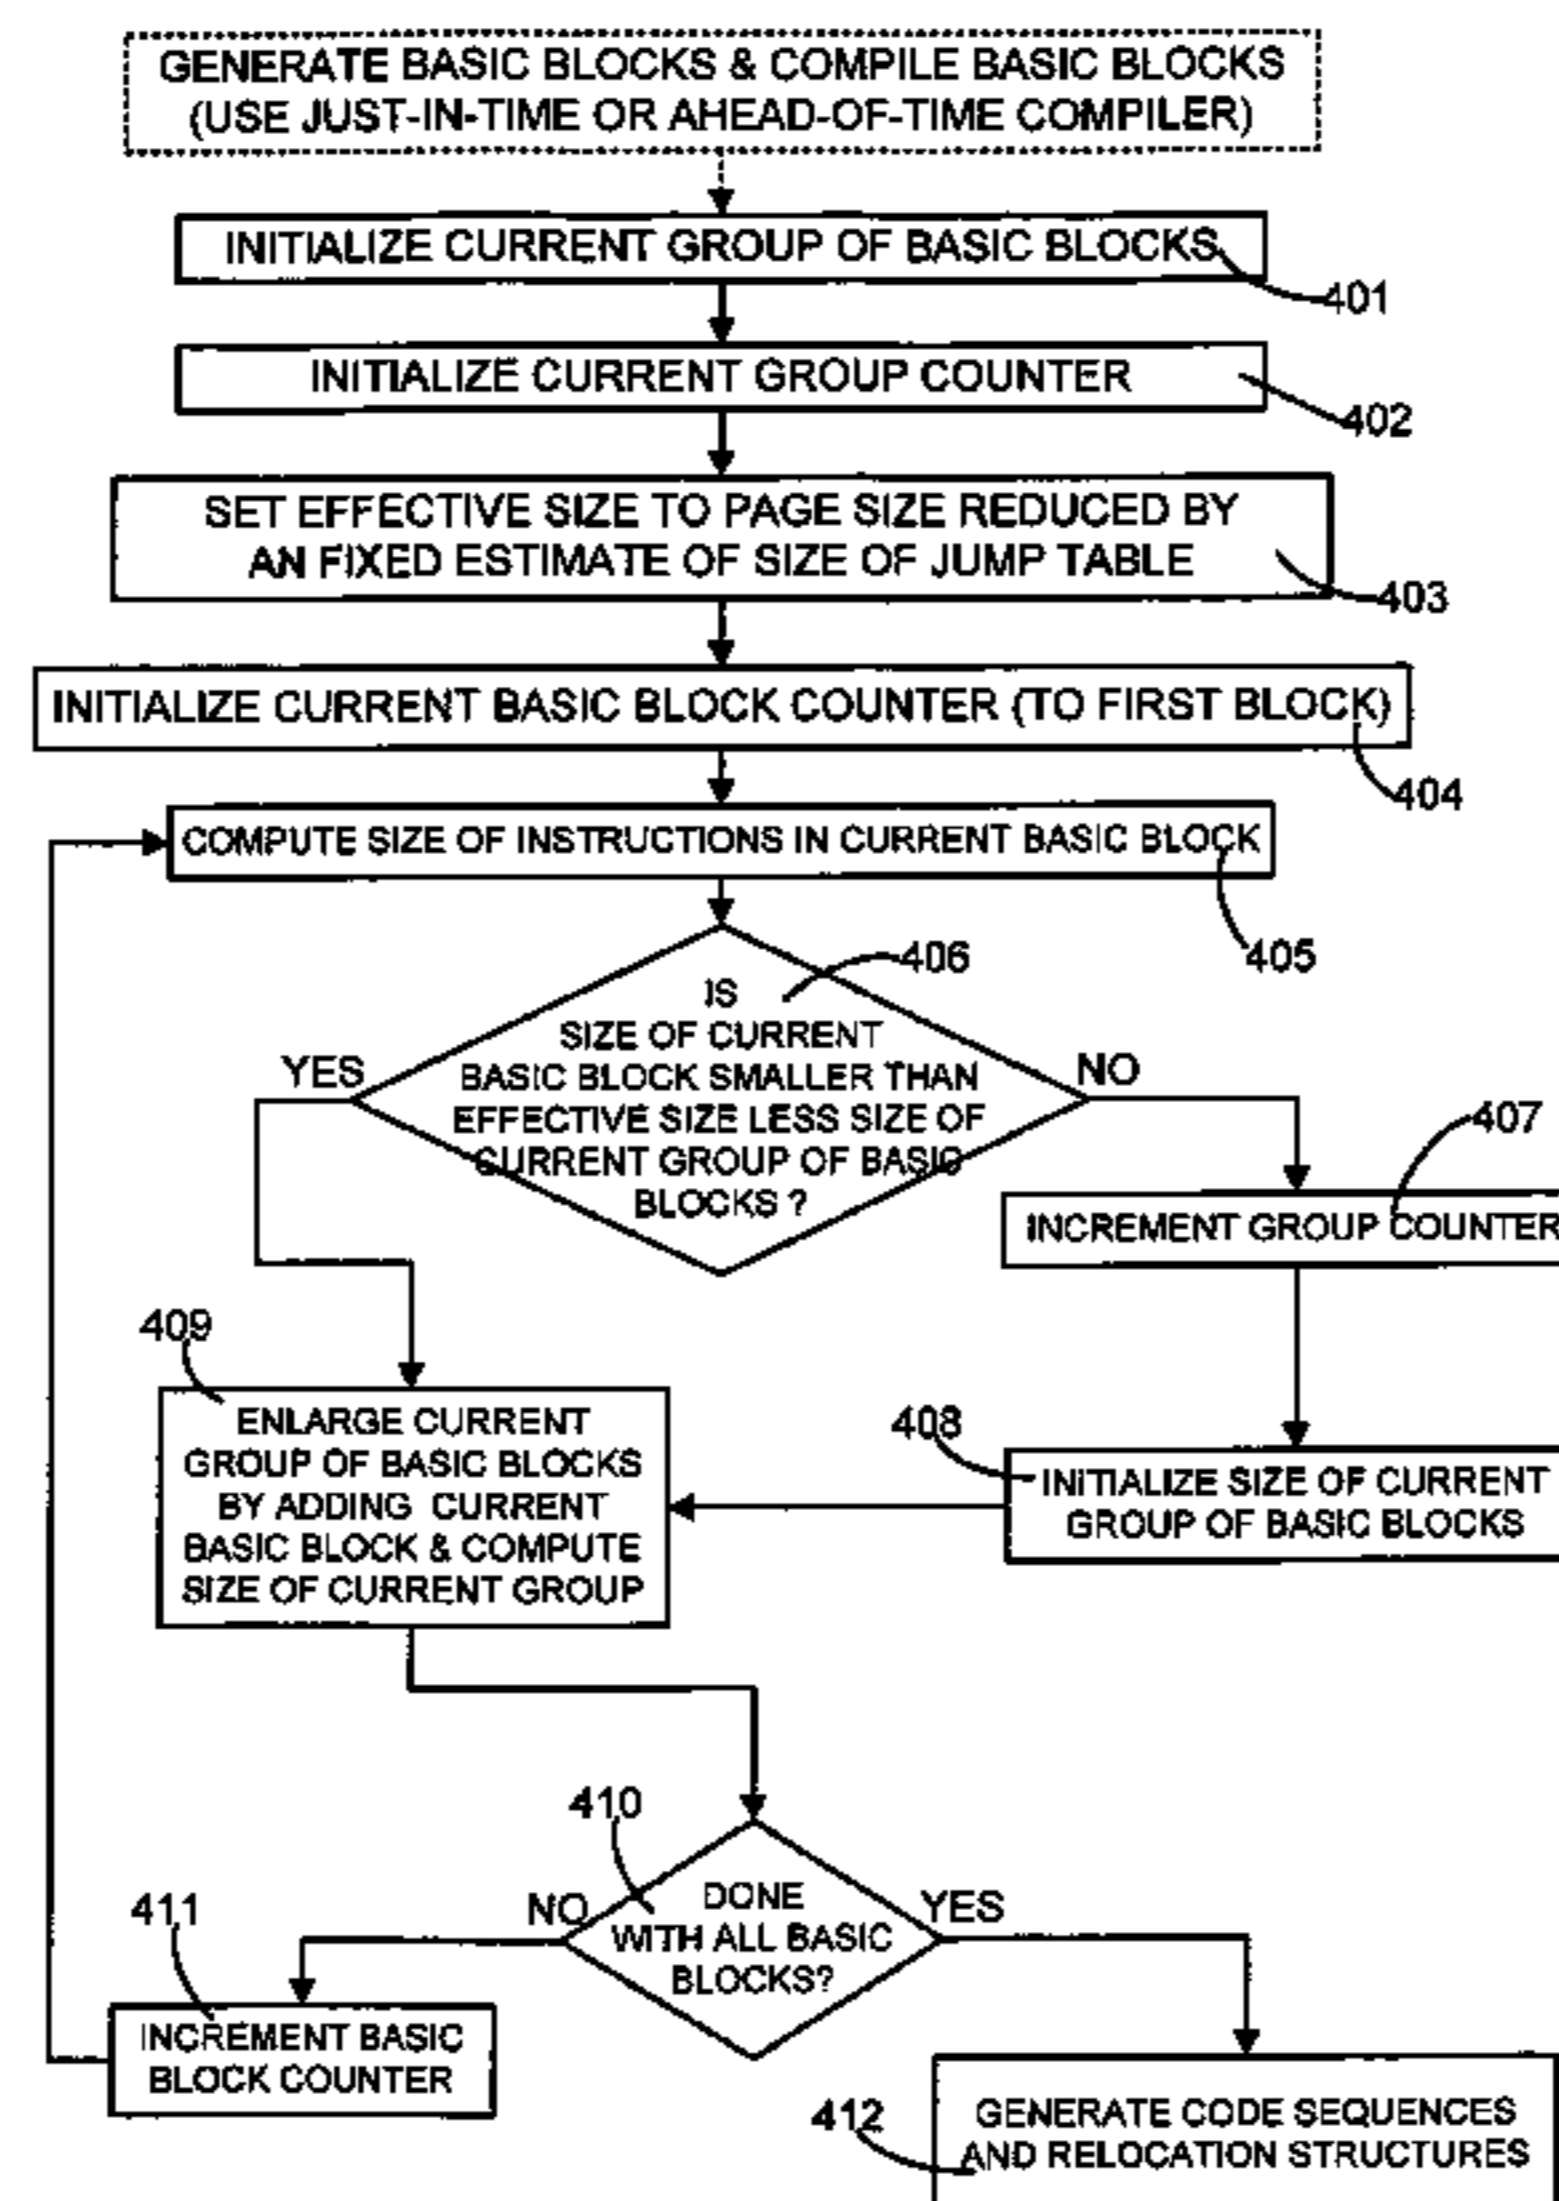 GENERATE BASIC BLOCKS & COMPILE BASIC BLOCKS
(USE JUST-IN-TIME OR AHEAD-OF-TIME COMPILER)
INITIALIZE CURRENT GROUP OF BASIC BLOCKS
401
INITIALIZE CURRENT GROUP COUNTER
402
SET EFFECTIVE SIZE TO PAGE SIZE REDUCED BY
AN FIXED ESTIMATE OF SIZE OF JUMP TABLE
403
INITIALIZE CURRENT BASIC BLOCK COUNTER (TO FIRST BLOCK)
404
COMPUTE SIZE OF INSTRUCTIONS IN CURRENT BASIC BLOCK
405
406
IS
SIZE OF CURRENT
BASIC BLOCK SMALLER THAN
EFFECTIVE SIZE LESS SIZE OF
CURRENT GROUP OF BASIC
BLOCKS ?
YES
NO
407
INCREMENT GROUP COUNTER
409
ENLARGE CURRENT
GROUP OF BASIC BLOCKS
BY ADDING CURRENT
BASIC BLOCK & COMPUTE
SIZE OF CURRENT GROUP
408
INITIALIZE SIZE OF CURRENT
GROUP OF BASIC BLOCKS
410
DONE
WITH ALL BASIC
BLOCKS?
NO
YES
411
INCREMENT BASIC
BLOCK COUNTER
412
GENERATE CODE SEQUENCES
AND RELOCATION STRUCTURES